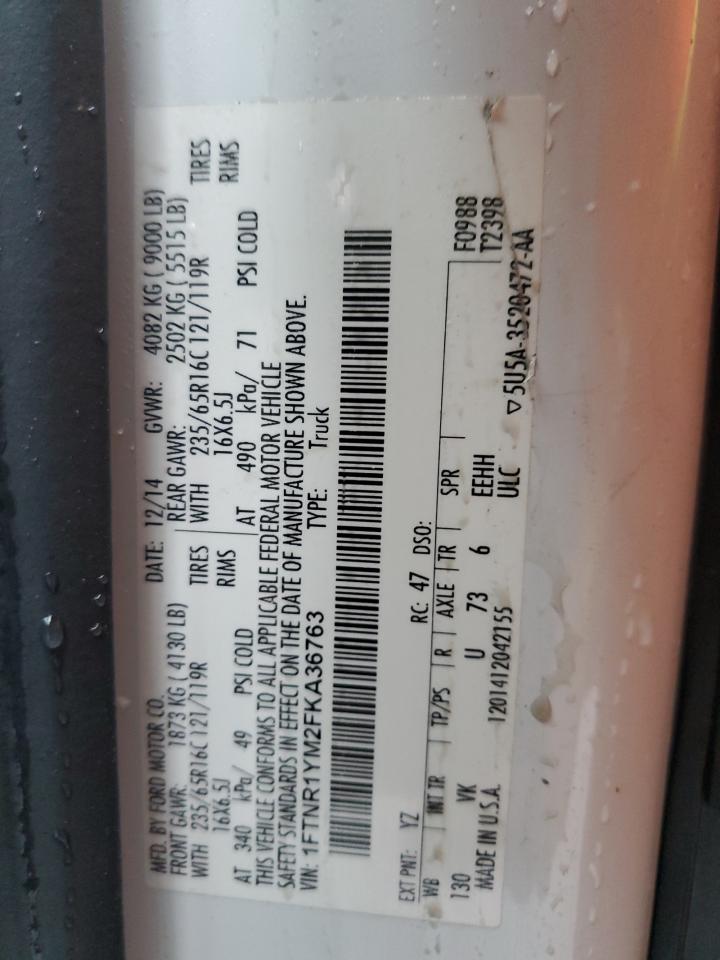 MFD. BY FORD MOTOR CO. DATE: 12/14 GVWR: 4082 KG ( 9000 LB)
FRONT GAWR: 1873 KG ( 4130 LB) REAR GAWR: 2502 KG ( 5515 LB)
WITH 235/65R16C 121/119R TIRES WITH 235/65R16C 121/119R TIRES
16X6.5J RIMS 16X6.5J RIMS
AT 340 kPa/ 49 PSI COLD AT 490 kPa/ 71 PSI COLD
THIS VEHICLE CONFORMS TO ALL APPLICABLE FEDERAL MOTOR VEHICLE
SAFETY STANDARDS IN EFFECT ON THE DATE OF MANUFACTURE SHOWN ABOVE.
VIN: 1FTNR1YM2FKA36763 TYPE: Truck
EXT PNT: YZ RC: 47 DSO:
WB INT TR TP/PS R AXLE TR SPR F0988
130 VK U 73 6 EEHH T2398
MADE IN U.S.A. 1201412042155 ULC
▽5U5A-3520472-AA